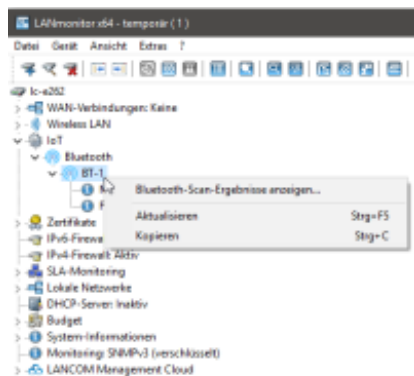 LANmonitor x64 - temporär ( 1 )
Datei Gerät Ansicht Extras ?
lc-e262
WAN-Verbindungen: Keine
Wireless LAN
IoT
Bluetooth
BT-1
Bluetooth-Scan-Ergebnisse anzeigen...
Aktualisieren Strg+F5
Kopieren Strg+C
Zertifikate
IPv6-Firewa
IPv4-Firewall: Aktiv
SLA-Monitoring
Lokale Netzwerke
DHCP-Server: Inaktiv
Budget
System-Informationen
Monitoring: SNMPv3 (verschlüsselt)
LANCOM Management Cloud